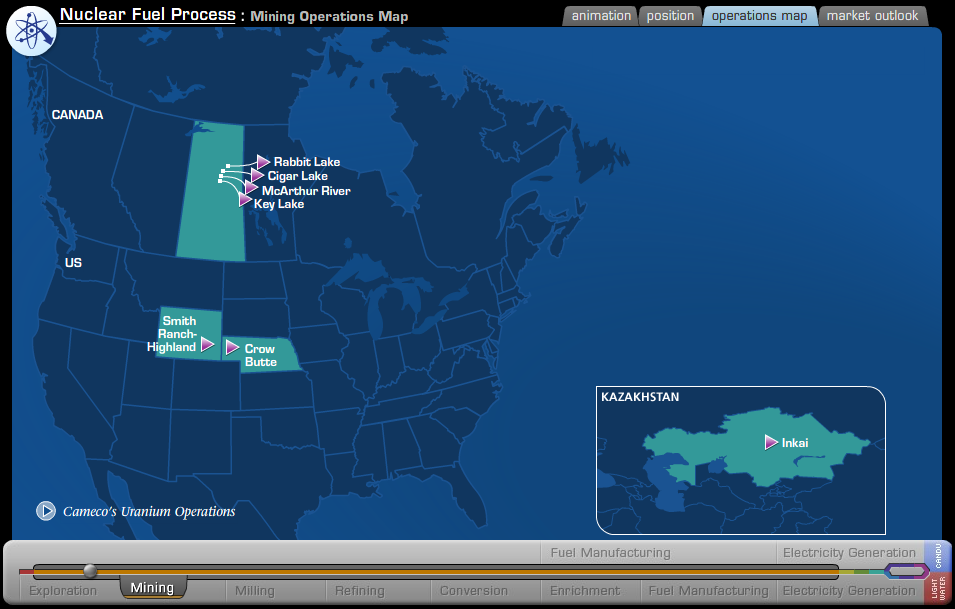 Nuclear Fuel Process : Mining Operations Map
animation
position
operations map
market outlook
CANADA
Rabbit Lake
Cigar Lake
McArthur River
Key Lake
US
Smith
Ranch-
Highland
Crow
Butte
KAZAKHSTAN
Inkai
Cameco's Uranium Operations
Fuel Manufacturing
Electricity Generation
CANDU
Exploration
Mining
Milling
Refining
Conversion
Enrichment
Fuel Manufacturing
Electricity Generation
LIGHT
WATER